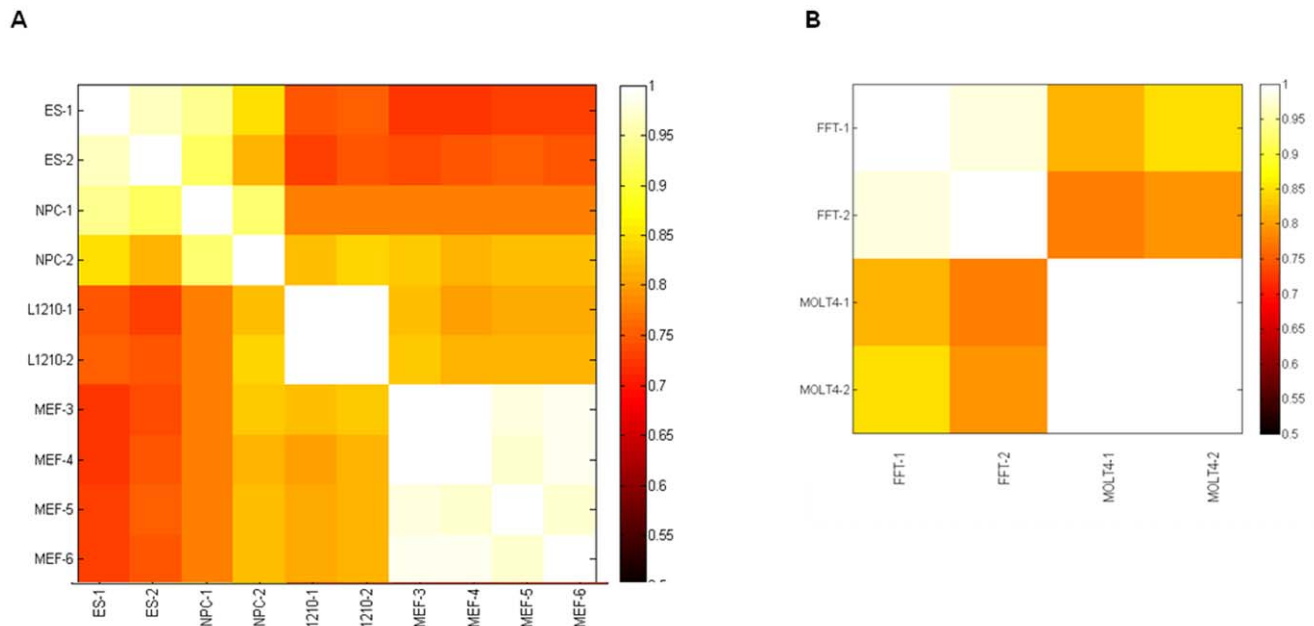 A
B
ES-1
ES-2
NPC-1
NPC-2
L1210-1
L1210-2
MEF-3
MEF-4
MEF-5
MEF-6
ES-1
ES-2
NPC-1
NPC-2
1210-1
1210-2
MEF-3
MEF-4
MEF-5
MEF-6
1
0.95
0.9
0.85
0.8
0.75
0.7
0.65
0.6
0.55
FFT-1
FFT-2
MOLT4-1
MOLT4-2
FFT-1
FFT-2
MOLT4-1
MOLT4-2
1
0.95
0.9
0.85
0.8
0.75
0.7
0.65
0.6
0.55
0.5